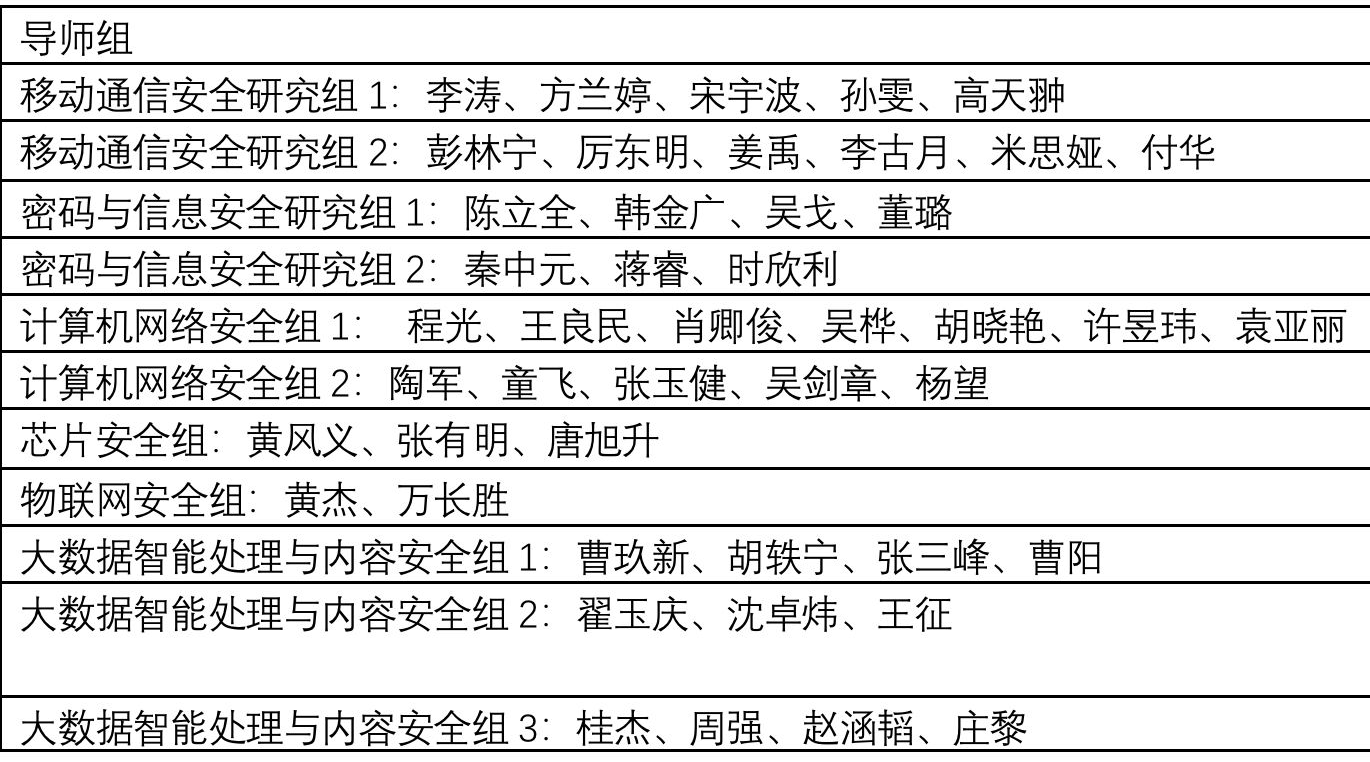 导师组
移动通信安全研究组 1：李涛、方兰婷、宋宇波、孙雯、高天翀
移动通信安全研究组 2：彭林宁、厉东明、姜禹、李古月、米思娅、付华
密码与信息安全研究组 1：陈立全、韩金广、吴戈、董璐
密码与信息安全研究组 2：秦中元、蒋睿、时欣利
计算机网络安全组 1： 程光、王良民、肖卿俊、吴桦、胡晓艳、许昱玮、袁亚丽
计算机网络安全组 2：陶军、童飞、张玉健、吴剑章、杨望
芯片安全组：黄风义、张有明、唐旭升
物联网安全组：黄杰、万长胜
大数据智能处理与内容安全组 1：曹玖新、胡轶宁、张三峰、曹阳
大数据智能处理与内容安全组 2：翟玉庆、沈卓炜、王征
大数据智能处理与内容安全组 3：桂杰、周强、赵涵韬、庄黎